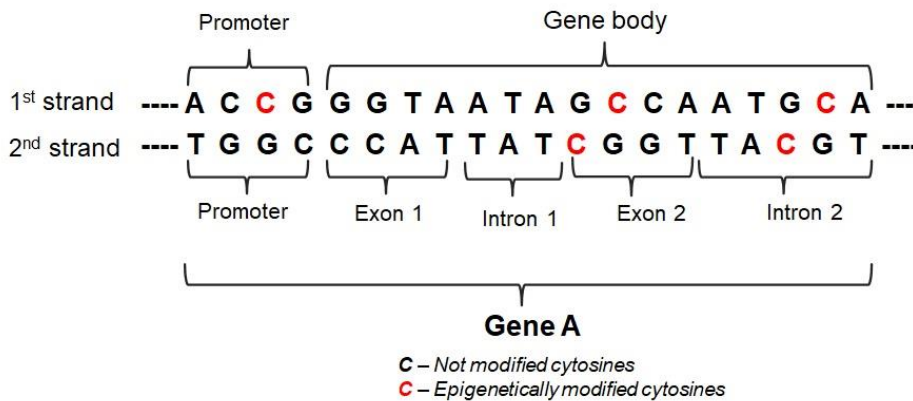 Promoter Gene body
1st strand ---- A C C G G G T A A T A G C C A A T G C A ---
2nd strand ---- T G G C C C A T T A T C G G T T A C G T ----
Promoter Exon 1 Intron 1 Exon 2 Intron 2
Gene A
C – Not modified cytosines
C – Epigenetically modified cytosines